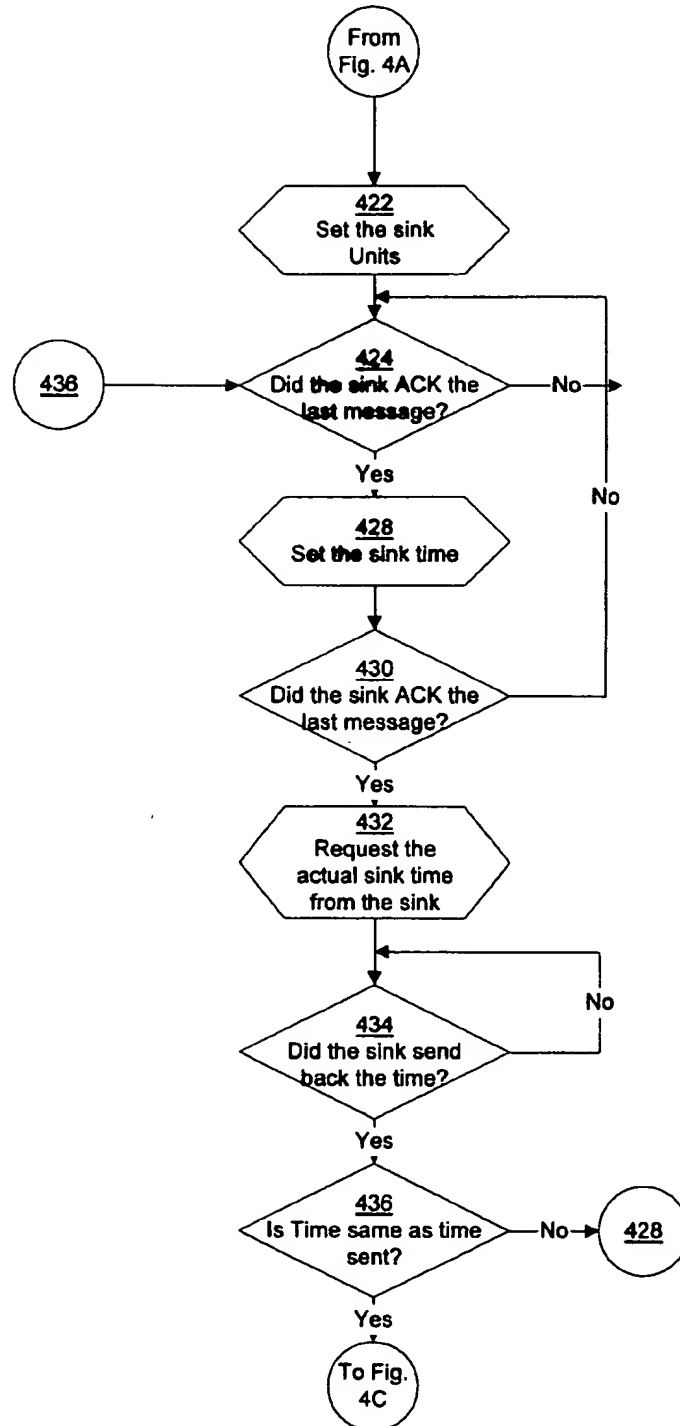 From
Fig. 4A
422
Set the sink
Units
436
424
Did the sink ACK the
last message?
No
Yes
No
428
Set the sink time
430
Did the sink ACK the
last message?
Yes
432
Request the
actual sink time
from the sink
No
434
Did the sink send
back the time?
Yes
436
Is Time same as time
sent?
No
428
Yes
To Fig.
4C